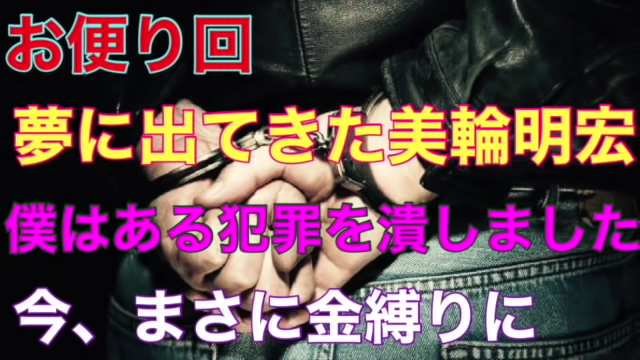 お便り回
夢に出てきた美輪明宏
僕はある犯罪を潰しました
今、まさに金縛りに